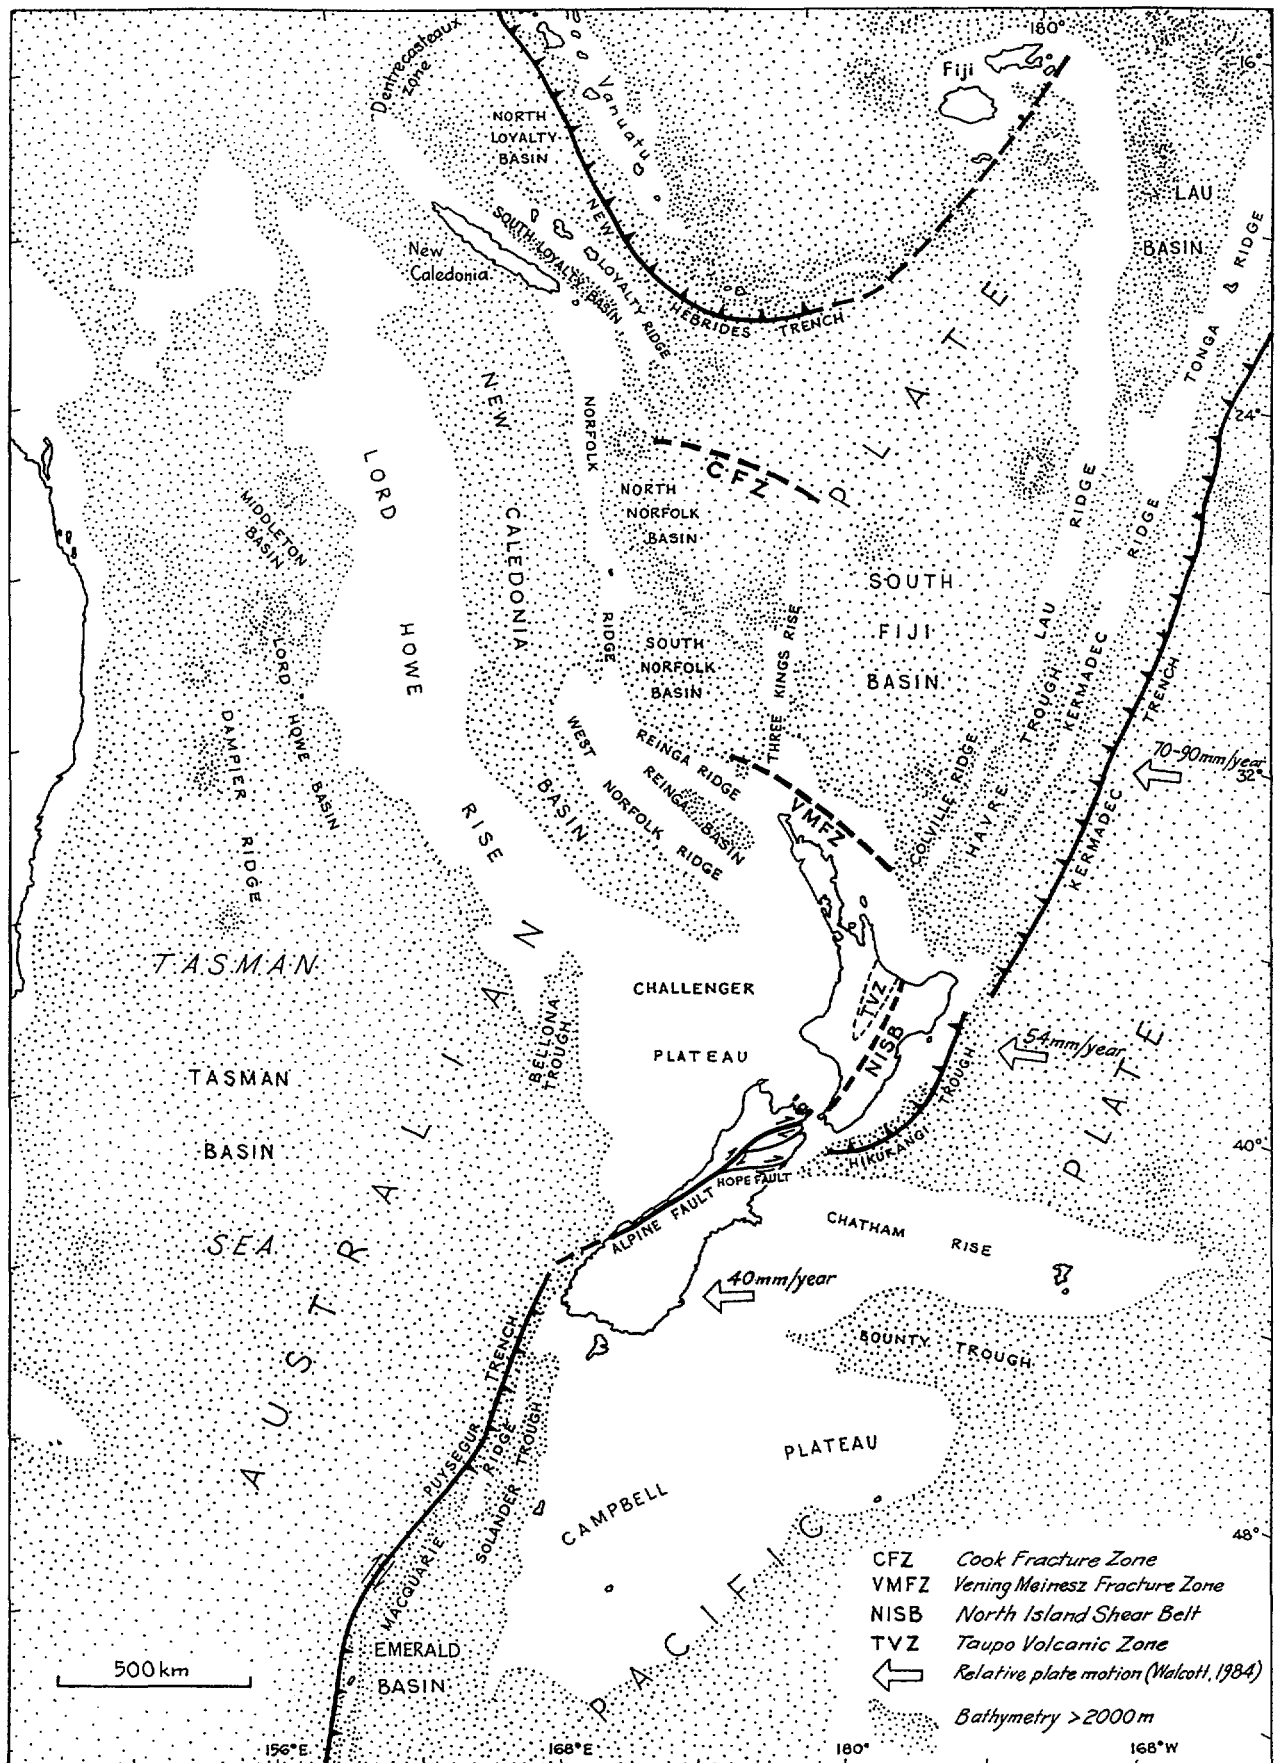 180°
16°
Dentrecasteaux
zone
Fiji
Vanuatu
NORTH
LOYALTY
BASIN
LAU
BASIN
New
Caledonia
SOUTH LOYALTY BASIN
LOYALTY RIDGE
NEW HEBRIDES TRENCH
TONGA RIDGE
24°
NORFOLK RIDGE
LORD HOWE RISE
NEW CALEDONIA BASIN
CFZ
NORTH
NORFOLK
BASIN
MIDDLETON
BASIN
SOUTH
FIJI
BASIN
LAU RIDGE
KERMADEC RIDGE
SOUTH
NORFOLK
BASIN
THREE KINGS RISE
LORD HOWE BASIN
DAMPIER RIDGE
WEST NORFOLK RIDGE
REINGA RIDGE
REINGA BASIN
VMFZ
COLVILLE RIDGE
HAVRE TROUGH
KERMADEC TRENCH
70-90mm/year
32°
TASMAN
SEA
CHALLENGER
PLATEAU
BELLONA
TROUGH
TVZ
NISB
54mm/year
TASMAN
BASIN
HIKURANGI TROUGH
40°
HOPE FAULT
ALPINE FAULT
CHATHAM RISE
40mm/year
BOUNTY TROUGH
PUYSEGUR TRENCH
MACQUARIE RIDGE
SOLANDER TROUGH
CAMPBELL PLATEAU
AUSTRALIAN PLATE
PACIFIC PLATE
48°
EMERALD
BASIN
500km
CFZ Cook Fracture Zone
VMFZ Vening Meinesz Fracture Zone
NISB North Island Shear Belt
TVZ Taupo Volcanic Zone
Relative plate motion (Walcott, 1984)
Bathymetry >2000m
156°E
168°E
180°
168°W